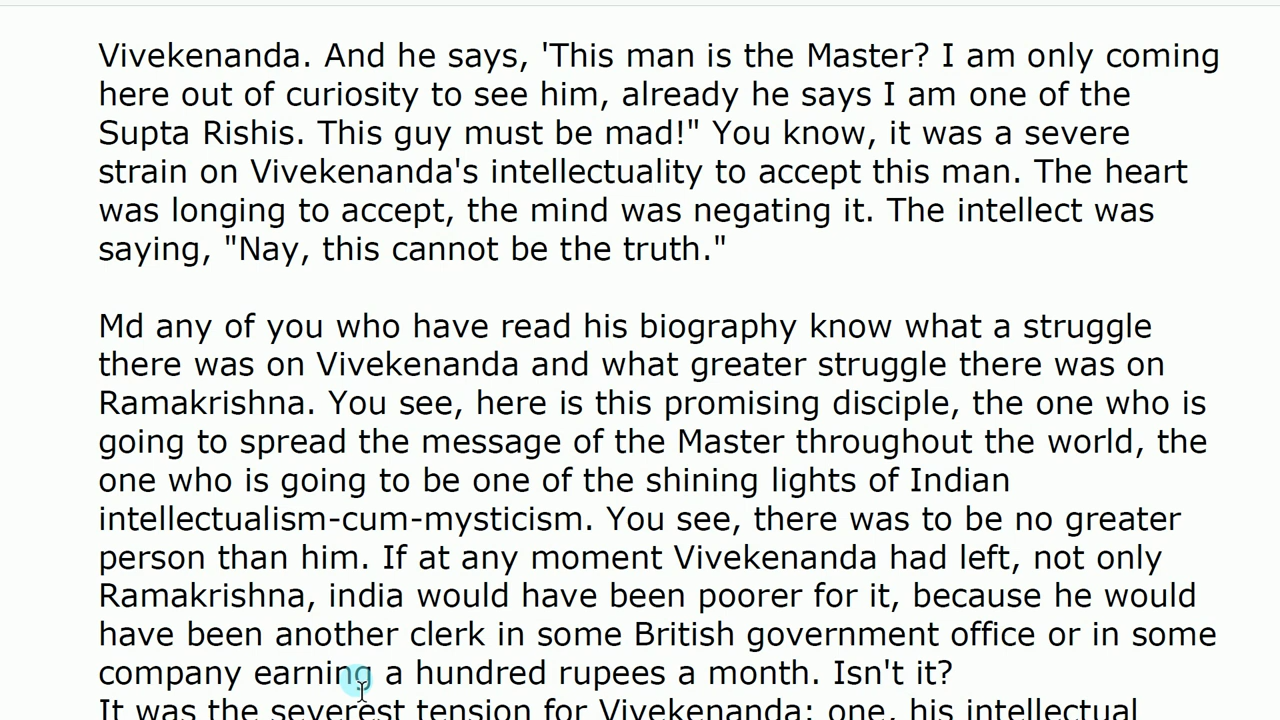 Vivekenanda. And he says, 'This man is the Master? I am only coming
here out of curiosity to see him, already he says I am one of the
Supta Rishis. This guy must be mad!" You know, it was a severe
strain on Vivekenanda's intellectuality to accept this man. The heart
was longing to accept, the mind was negating it. The intellect was
saying, "Nay, this cannot be the truth."
Md any of you who have read his biography know what a struggle
there was on Vivekenanda and what greater struggle there was on
Ramakrishna. You see, here is this promising disciple, the one who is
going to spread the message of the Master throughout the world, the
one who is going to be one of the shining lights of Indian
intellectualism-cum-mysticism. You see, there was to be no greater
person than him. If at any moment Vivekenanda had left, not only
Ramakrishna, india would have been poorer for it, because he would
have been another clerk in some British government office or in some
company earning a hundred rupees a month. Isn't it?
It was the severest tension for Vivekenanda: one, his intellectual